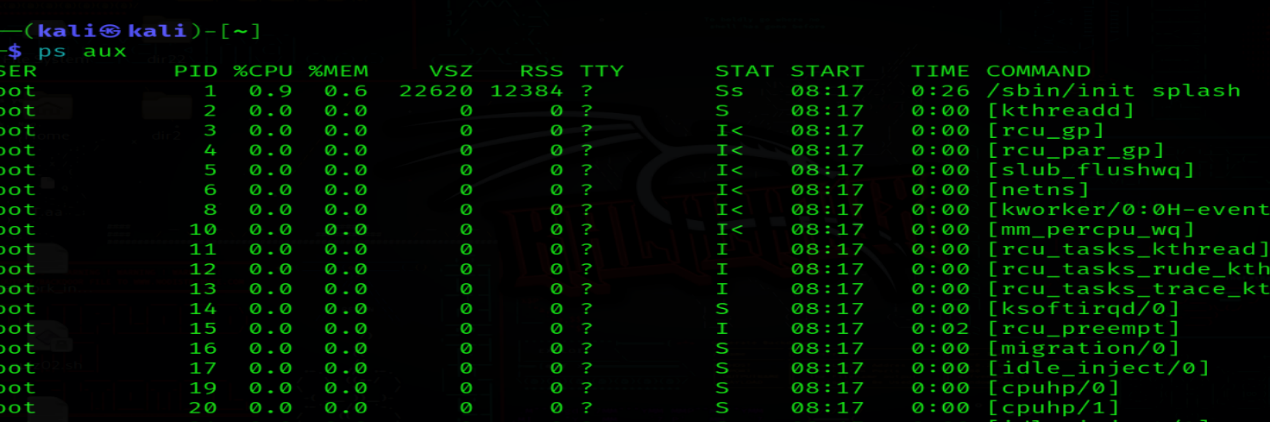 (kali㉿kali)-[~]
$ ps aux
SER PID %CPU %MEM VSZ RSS TTY STAT START TIME COMMAND
oot 1 0.9 0.6 22620 12384 ? Ss 08:17 0:26 /sbin/init splash
oot 2 0.0 0.0 0 0 ? S 08:17 0:00 [kthreadd]
oot 3 0.0 0.0 0 0 ? I< 08:17 0:00 [rcu_gp]
oot 4 0.0 0.0 0 0 ? I< 08:17 0:00 [rcu_par_gp]
oot 5 0.0 0.0 0 0 ? I< 08:17 0:00 [slub_flushwq]
oot 6 0.0 0.0 0 0 ? I< 08:17 0:00 [netns]
oot 8 0.0 0.0 0 0 ? I< 08:17 0:00 [kworker/0:0H-event
oot 10 0.0 0.0 0 0 ? I< 08:17 0:00 [mm_percpu_wq]
oot 11 0.0 0.0 0 0 ? I 08:17 0:00 [rcu_tasks_kthread]
oot 12 0.0 0.0 0 0 ? I 08:17 0:00 [rcu_tasks_rude_kth
oot 13 0.0 0.0 0 0 ? I 08:17 0:00 [rcu_tasks_trace_kt
oot 14 0.0 0.0 0 0 ? S 08:17 0:00 [ksoftirqd/0]
oot 15 0.0 0.0 0 0 ? I 08:17 0:02 [rcu_preempt]
oot 16 0.0 0.0 0 0 ? S 08:17 0:00 [migration/0]
oot 17 0.0 0.0 0 0 ? S 08:17 0:00 [idle_inject/0]
oot 19 0.0 0.0 0 0 ? S 08:17 0:00 [cpuhp/0]
oot 20 0.0 0.0 0 0 ? S 08:17 0:00 [cpuhp/1]